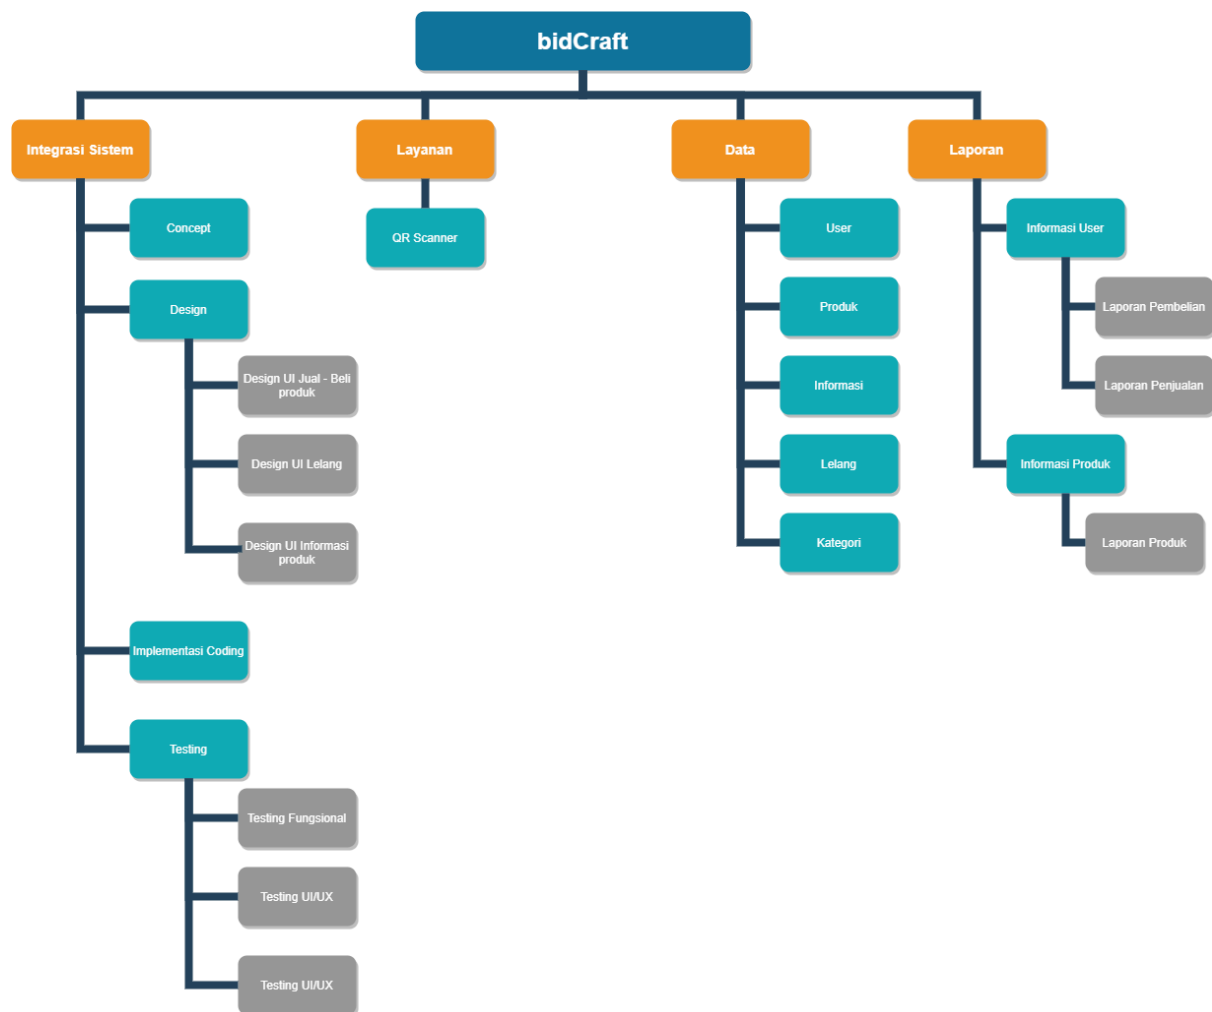 bidCraft
Integrasi Sistem
Layanan
Data
Laporan
Concept
Design
Design UI Jual - Beli
produk
Design UI Lelang
Design UI Informasi
produk
Implementasi Coding
Testing
Testing Fungsional
Testing UI/UX
Testing UI/UX
QR Scanner
User
Produk
Informasi
Lelang
Kategori
Informasi User
Laporan Pembelian
Laporan Penjualan
Informasi Produk
Laporan Produk